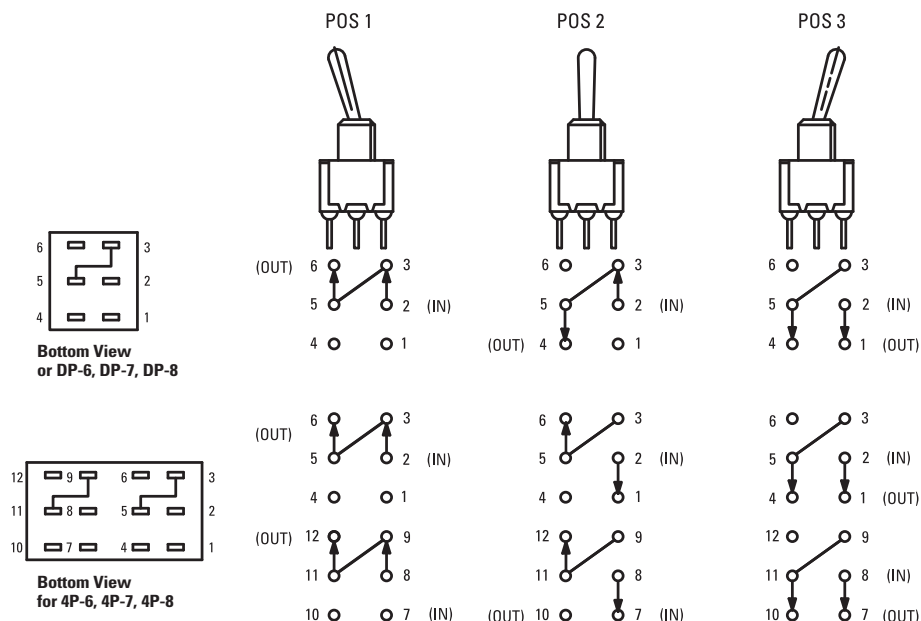 POS 1 POS 2 POS 3
6 3
5 2
4 1
Bottom View
or DP-6, DP-7, DP-8
(OUT) 6 3 6 3 6 3
5 2 (IN) 5 2 (IN) 5 2 (IN)
4 1 (OUT) 4 1 4 1 (OUT)
12 9 6 3
11 8 5 2
10 7 4 1
Bottom View
for 4P-6, 4P-7, 4P-8
(OUT) 6 3 6 3 6 3
5 2 (IN) 5 2 (IN) 5 2 (IN)
4 1 4 1 4 1 (OUT)
(OUT) 12 9 12 9 12 9
11 8 11 8 11 8 (IN)
10 7 (IN) (OUT) 10 7 (IN) 10 7 (OUT)